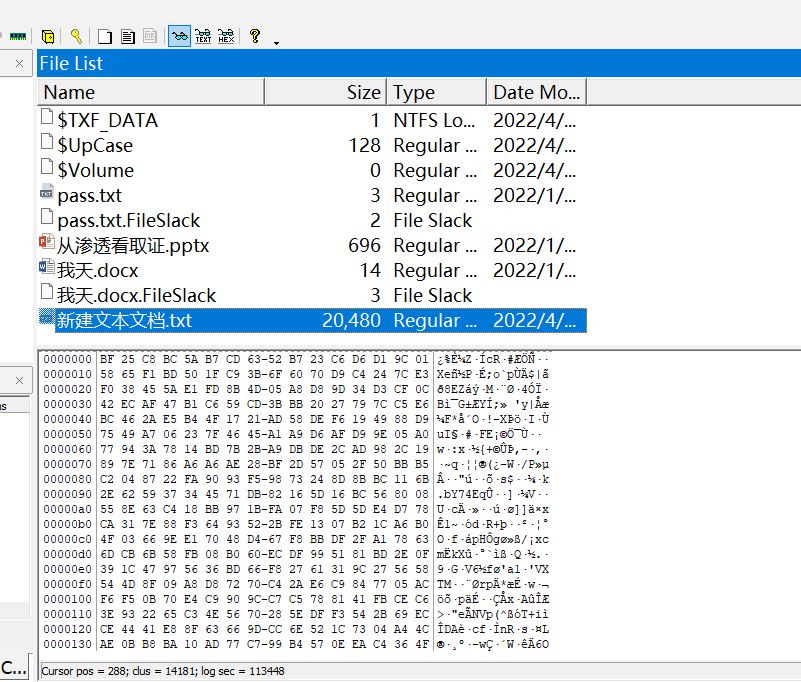 File List
Name Size Type Date Mo...
$TXF_DATA 1 NTFS Lo... 2022/4/...
$UpCase 128 Regular ... 2022/4/...
$Volume 0 Regular ... 2022/4/...
pass.txt 3 Regular ... 2022/1/...
pass.txt.FileSlack 2 File Slack
从渗透看取证.pptx 696 Regular ... 2022/1/...
我天.docx 14 Regular ... 2022/1/...
我天.docx.FileSlack 3 File Slack
新建文本文档.txt 20,480 Regular ... 2022/4/...
0000000 BF 25 C8 BC 5A B7 CD 63-52 B7 23 C6 D6 D1 9C 01
0000010 58 65 F1 BD 50 1F C9 3B-6F 60 70 D9 C4 24 7C E3
0000020 F0 38 45 5A E1 FD 8B 4D-05 A8 D8 9D 34 D3 CF 0C
0000030 42 EC AF 47 B1 C6 59 CD-3B BB 20 27 79 7C C5 E6
0000040 BC 46 2A E5 B4 4F 17 21-AD 58 DE F6 19 49 88 D9
0000050 75 49 A7 06 23 7F 46 45-A1 A9 D6 AF D9 9E 05 A0
0000060 77 94 3A 78 14 BD 7B 2B-A9 DB DE 2C AD 98 2C 19
0000070 89 7E 71 86 A6 A6 AE 28-BF 2D 57 05 2F 50 BB B5
0000080 C2 04 87 22 FA 90 93 F5-98 73 24 8D 8B BC 11 6B
0000090 2E 62 59 37 34 45 71 DB-82 16 5D 16 BC 56 80 08
00000a0 55 8E 63 C4 18 BB 97 1B-FA 07 F8 5D 5D E4 D7 78
00000b0 CA 31 7E 88 F3 64 93 52-2B FE 13 07 B2 1C A6 B0
00000c0 4F 03 66 9E E1 70 48 D4-67 F8 BB DF 2F A1 78 63
00000d0 6D CB 6B 58 FB 08 B0 60-EC DF 99 51 81 BD 2E 0F
00000e0 39 1C 47 97 56 36 BD 66-F8 27 61 31 9C 27 56 58
00000f0 54 4D 8F 09 A8 D8 72 70-C4 2A E6 C9 84 77 05 AC
0000100 F6 F5 0B 70 E4 C9 90 9C-C7 C5 78 81 41 FB CE C6
0000110 3E 93 22 65 C3 4E 56 70-28 5E DF F3 54 2B 69 EC
0000120 CE 44 41 E8 8F 63 66 9D-CC 6E 52 1C 73 04 A4 4C
0000130 AE 0B B8 BA 10 AD 77 C7-99 B4 57 0E EA C4 36 4F
Cursor pos = 288; clus = 14181; log sec = 113448